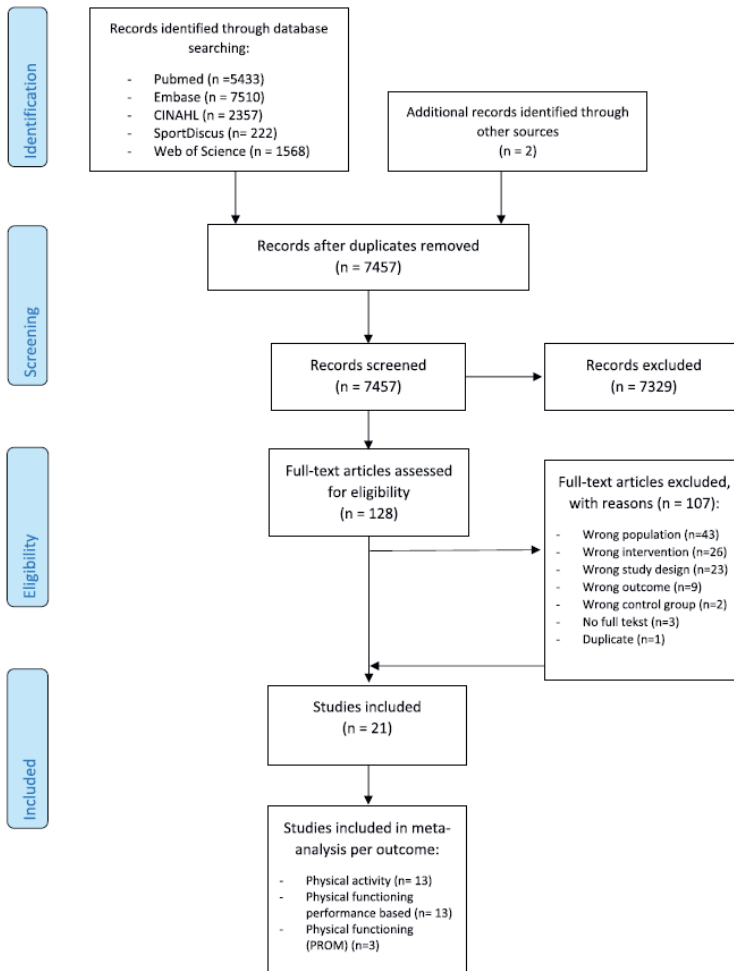 Identification
Records identified through database
searching:
- Pubmed (n =5433)
- Embase (n = 7510)
- CINAHL (n = 2357)
- SportDiscus (n= 222)
- Web of Science (n = 1568)
Additional records identified through
other sources
(n = 2)
Screening
Records after duplicates removed
(n = 7457)
Records screened
(n = 7457)
Records excluded
(n = 7329)
Eligibility
Full-text articles assessed
for eligibility
(n = 128)
Full-text articles excluded,
with reasons (n = 107):
- Wrong population (n=43)
- Wrong intervention (n=26)
- Wrong study design (n=23)
- Wrong outcome (n=9)
- Wrong control group (n=2)
- No full tekst (n=3)
- Duplicate (n=1)
Included
Studies included
(n = 21)
Studies included in meta-
analysis per outcome:
- Physical activity (n= 13)
- Physical functioning
performance based (n= 13)
- Physical functioning
(PROM) (n=3)